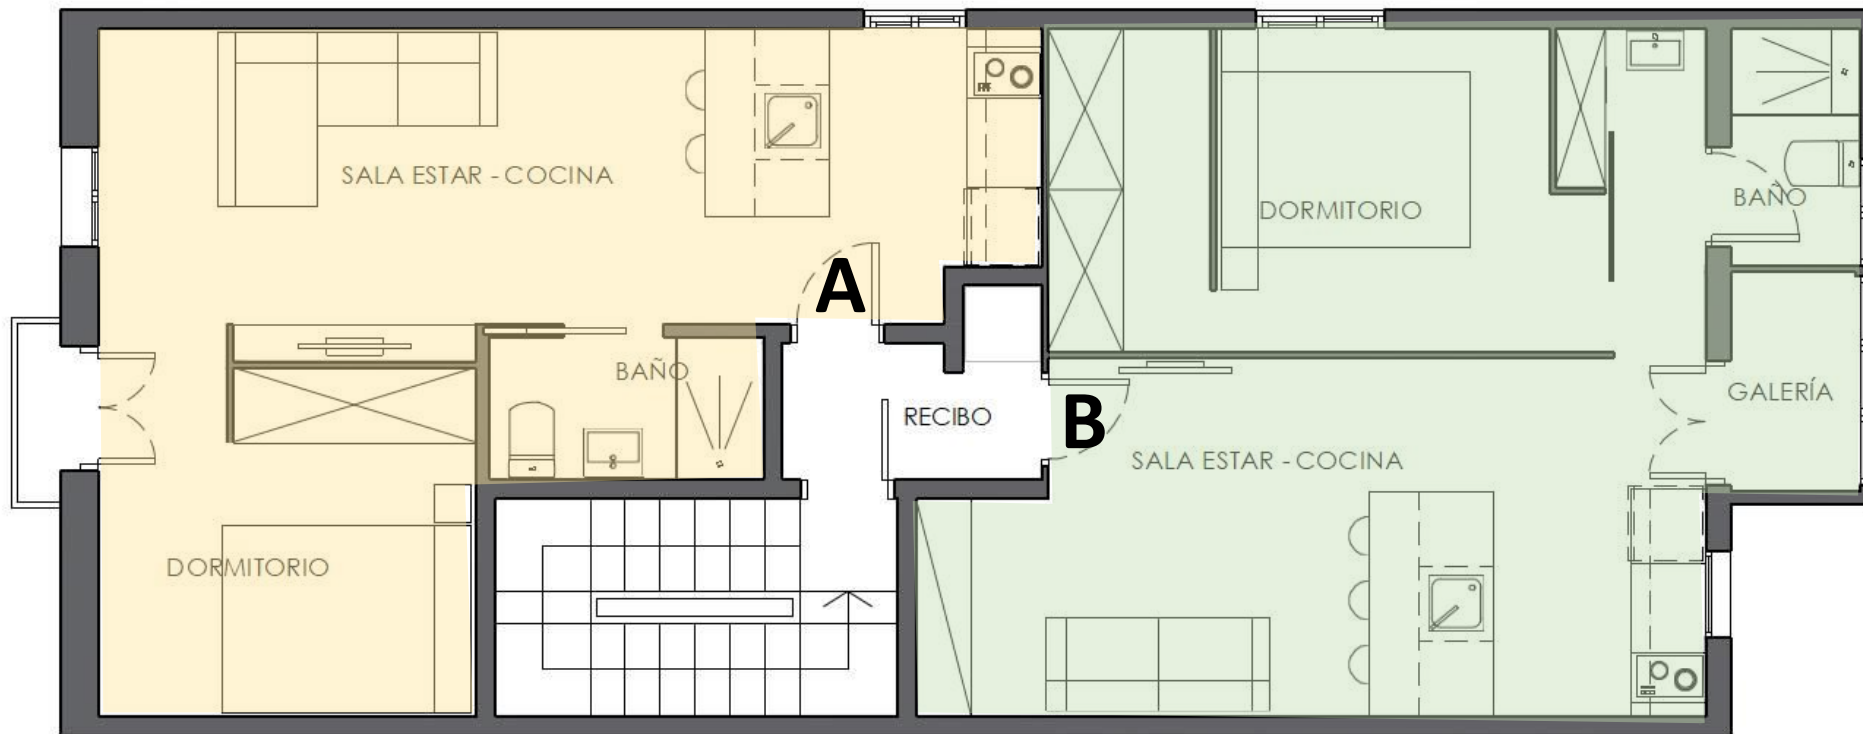 SALA ESTAR - COCINA
DORMITORIO
BAÑO
A
BAÑO
RECIBO
B
GALERÍA
SALA ESTAR - COCINA
DORMITORIO